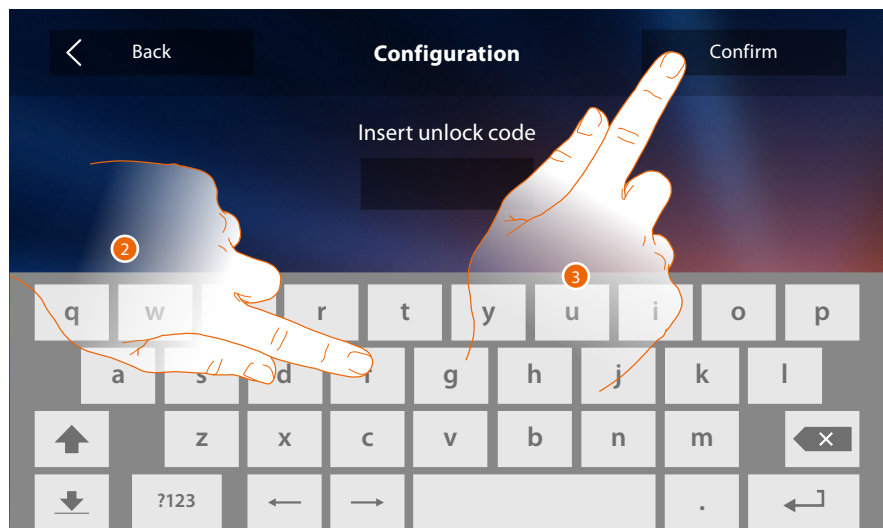 Back Configuration Confirm
Insert unlock code
2
3
q w r t y u i o p
a s d f g h j k l
z x c v b n m
?123 .